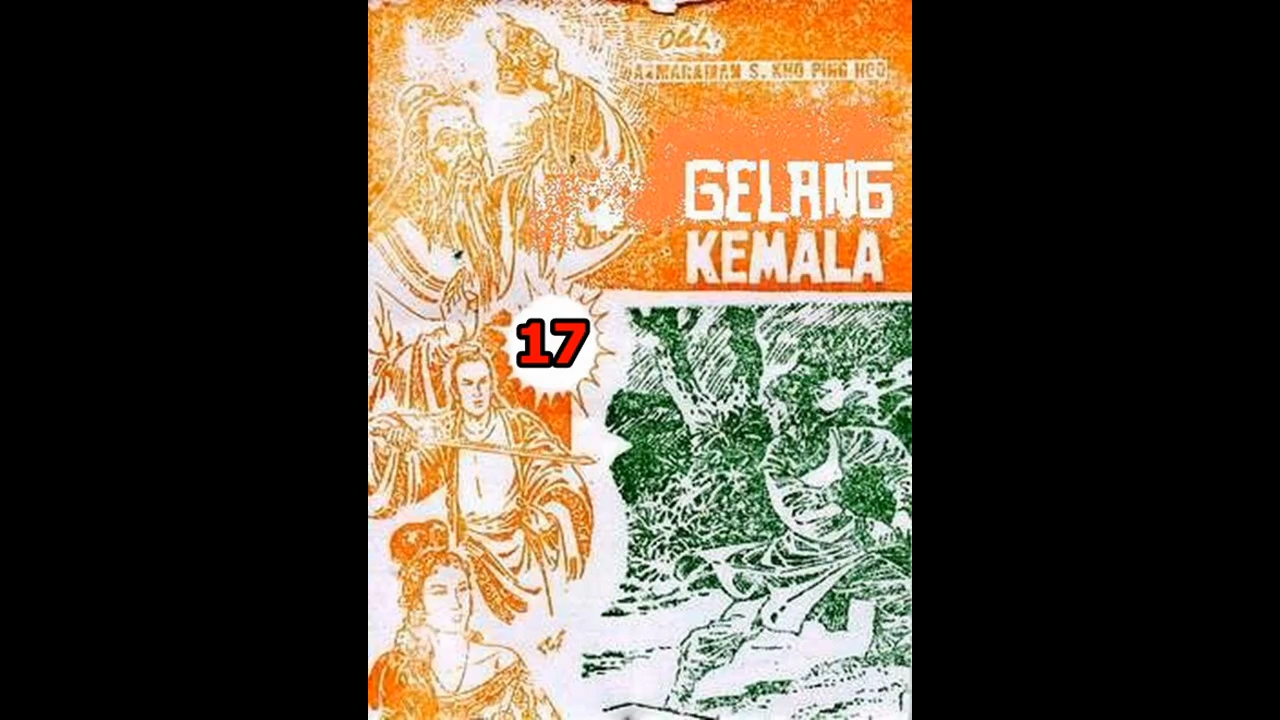 Oleh;
ASMARAMAN S. KHO PING HOO
GELANG
KEMALA
17